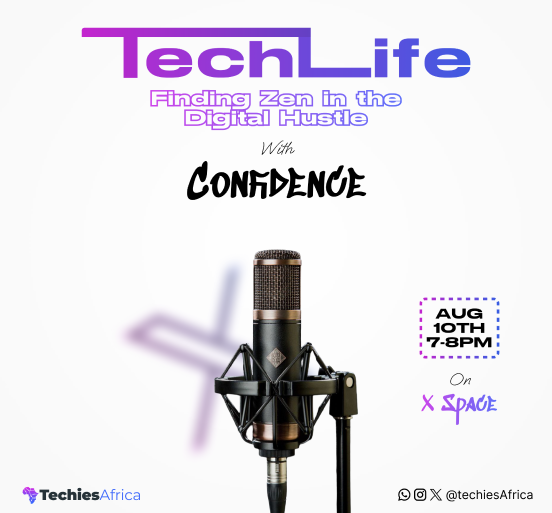 TechLife
Finding Zen in the
Digital Hustle
With
Confidence
AUG
10TH
7-8PM
On
X Space
TechiesAfrica
@techiesAfrica